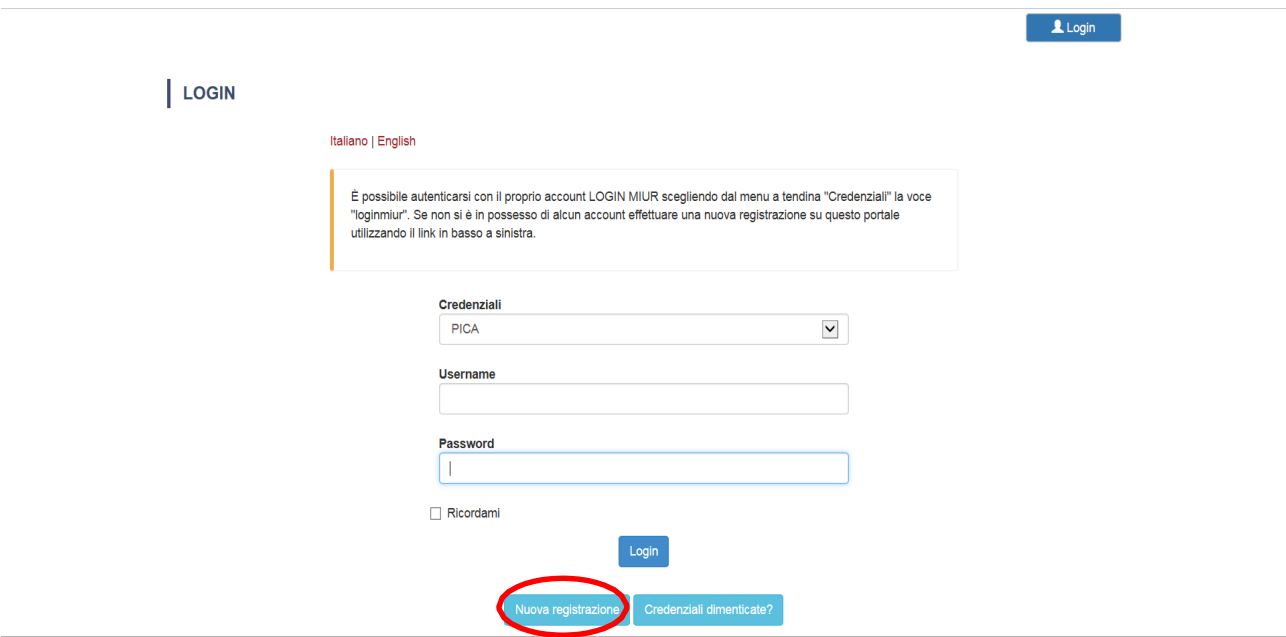 Login
LOGIN
Italiano | English
È possibile autenticarsi con il proprio account LOGIN MIUR scegliendo dal menu a tendina "Credenziali" la voce
"loginmiur". Se non si è in possesso di alcun account effettuare una nuova registrazione su questo portale
utilizzando il link in basso a sinistra.
Credenziali
PICA
Username
Password
Ricordami
Login
Nuova registrazione
Credenziali dimenticate?